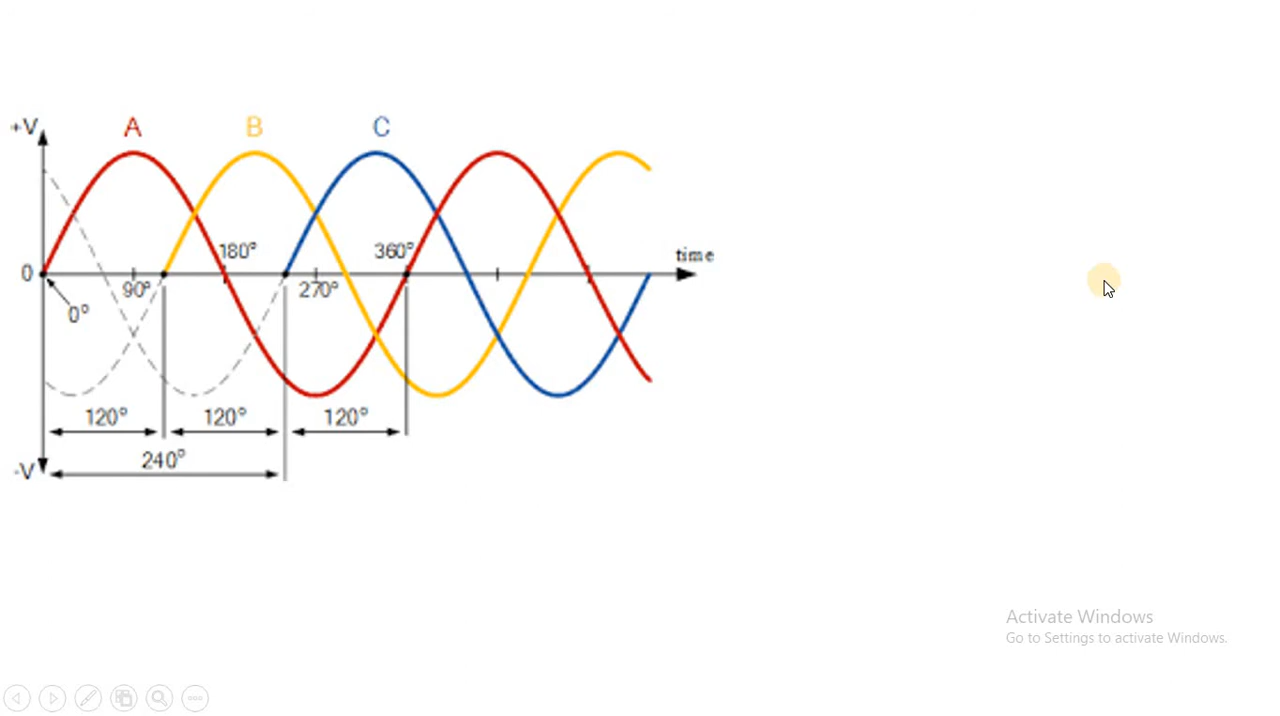 +V
A
B
C
180°
360°
time
0
90°
270°
0°
120°
120°
120°
240°
-V
Activate Windows
Go to Settings to activate Windows.